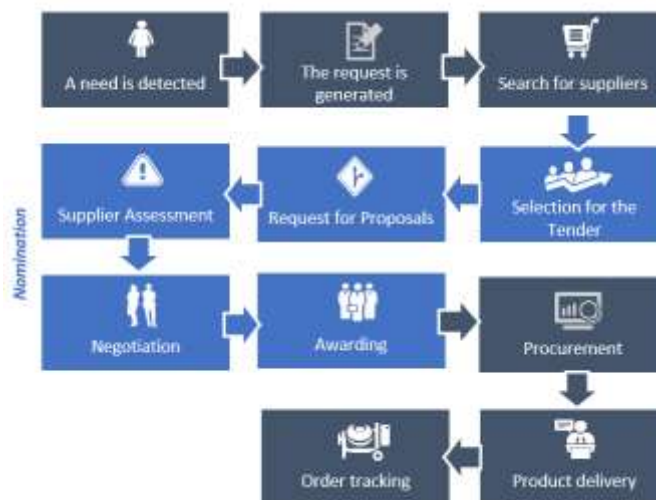 A need is detected
The request is
generated
Search for suppliers
Supplier Assessment
Request for Proposals
Selection for the
Tender
Nomination
Negotiation
Awarding
Procurement
Order tracking
Product delivery